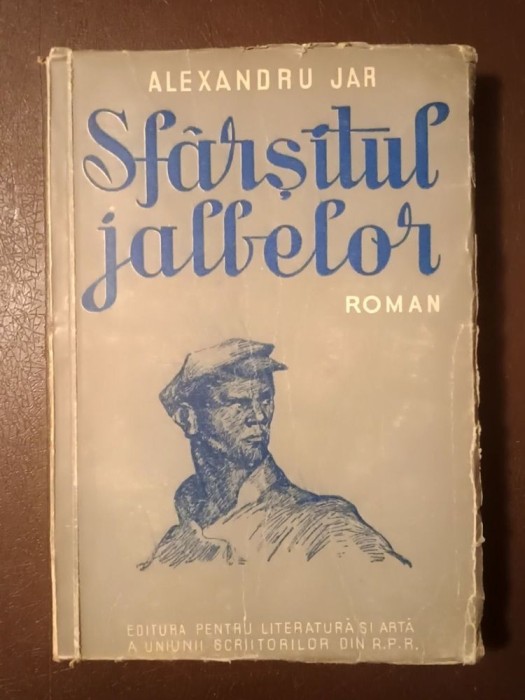 ALEXANDRU JAR
Sfârșitul
jalbelor
ROMAN
EDITURA PENTRU LITERATURĂ ȘI ARTĂ
A UNIUNII SCRIITORILOR DIN R.P.R.